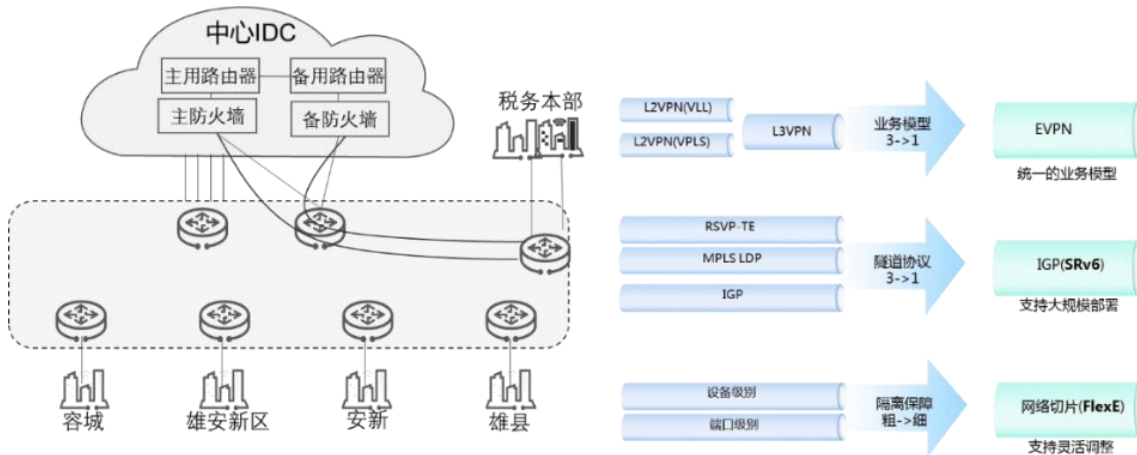 中心IDC
主用路由器
备用路由器
主防火墙
备防火墙
税务本部
容城
雄安新区
安新
雄县
L2VPN(VLL)
L2VPN(VPLS)
L3VPN
业务模型
3->1
EVPN
统一的业务模型
RSVP-TE
MPLS LDP
IGP
隧道协议
3->1
IGP(SRv6)
支持大规模部署
设备级别
端口级别
隔离保障
粗->细
网络切片(FlexE)
支持灵活调整